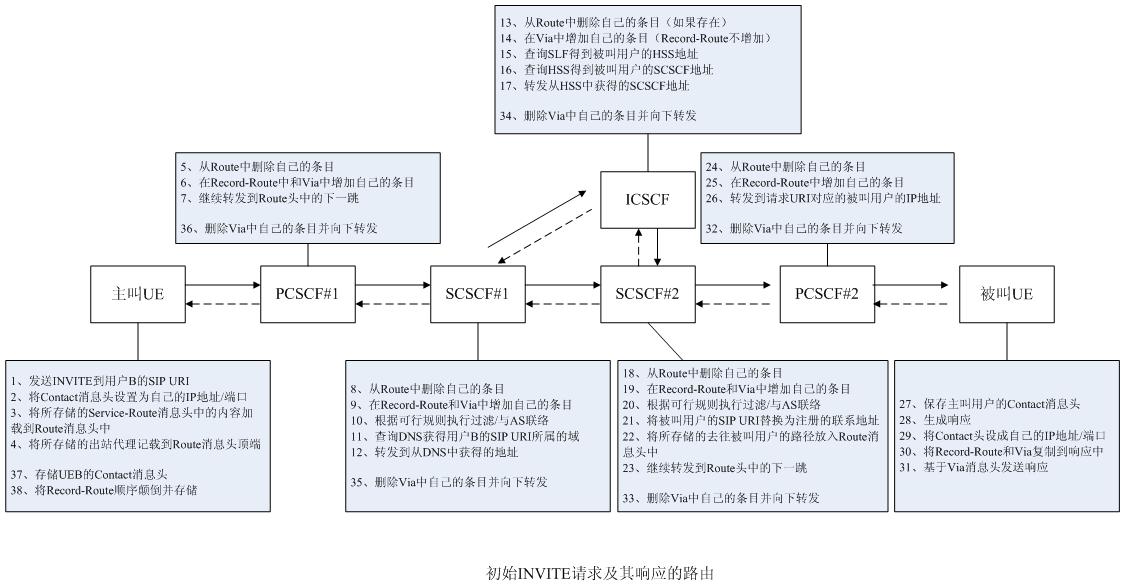 13、从Route中删除自己的条目（如果存在）
14、在Via中增加自己的条目（Record-Route不增加）
15、查询SLF得到被叫用户的HSS地址
16、查询HSS得到被叫用户的SCSCF地址
17、转发从HSS中获得的SCSCF地址
34、删除Via中自己的条目并向下转发
5、从Route中删除自己的条目
6、在Record-Route中和Via中增加自己的条目
7、继续转发到Route头中的下一跳
36、删除Via中自己的条目并向下转发
ICSCF
24、从Route中删除自己的条目
25、在Record-Route中增加自己的条目
26、转发到请求URI对应的被叫用户的IP地址
32、删除Via中自己的条目并向下转发
主叫UE
PCSCF#1
SCSCF#1
SCSCF#2
PCSCF#2
被叫UE
1、发送INVITE到用户B的SIP URI
2、将Contact消息头设置为自己的IP地址/端口
3、将所存储的Service-Route消息头中的内容加
载到Route消息头中
4、将所存储的出站代理记载到Route消息头顶端
37、存储UEB的Contact消息头
38、将Record-Route顺序颠倒并存储
8、从Route中删除自己的条目
9、在Record-Route和Via中增加自己的条目
10、根据可行规则执行过滤/与AS联络
11、查询DNS获得用户B的SIP URI所属的域
12、转发到从DNS中获得的地址
35、删除Via中自己的条目并向下转发
18、从Route中删除自己的条目
19、在Record-Route和Via中增加自己的条目
20、根据可行规则执行过滤/与AS联络
21、将被叫用户的SIP URI替换为注册的联系地址
22、将所存储的去往被叫用户的路径放入Route消
息头中
23、继续转发到Route头中的下一跳
33、删除Via中自己的条目并向下转发
27、保存主叫用户的Contact消息头
28、生成响应
29、将Contact头设成自己的IP地址/端口
30、将Record-Route和Via复制到响应中
31、基于Via消息头发送响应
初始INVITE请求及其响应的路由